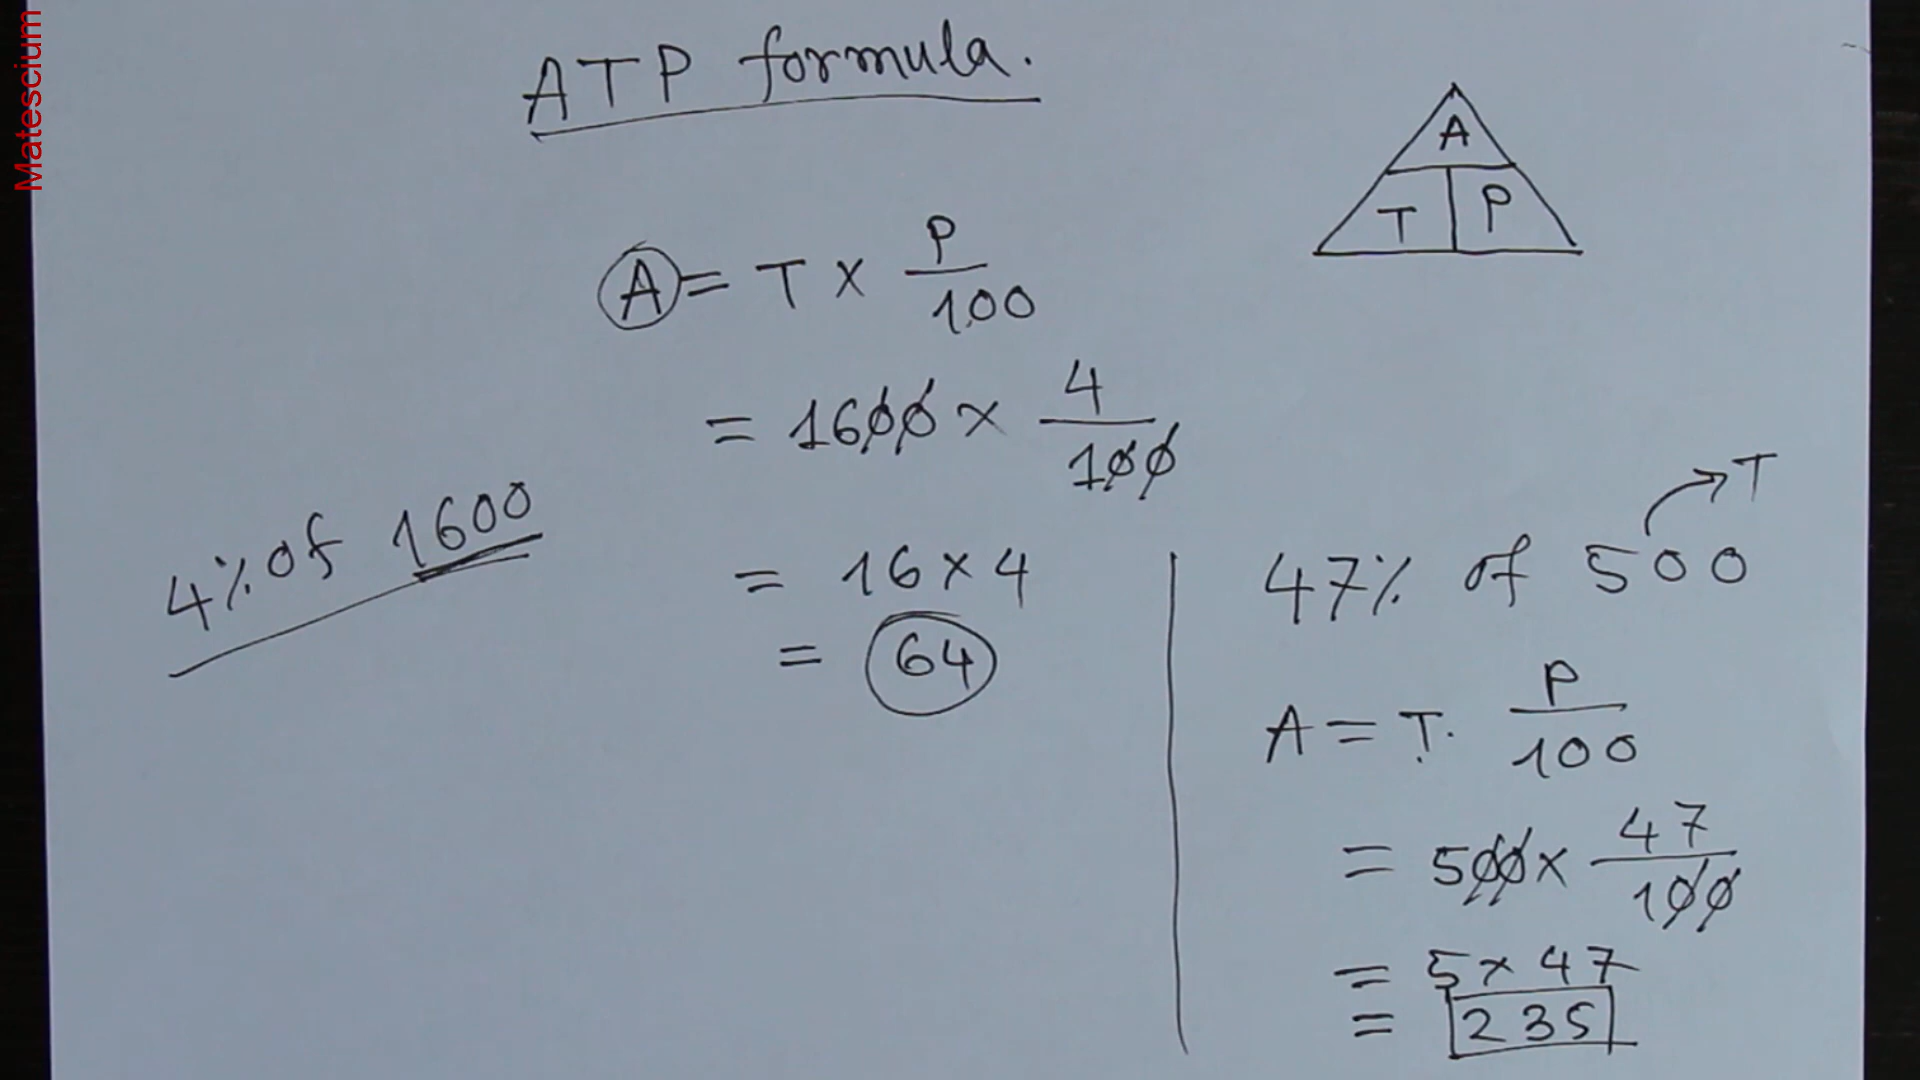 Matescium
ATP formula.
A
T P
A = T x P/100
= 1600 x 4/100
4% of 1600
= 16 x 4
= 64
T
47% of 500
A = T. P/100
= 500 x 47/100
= 5 x 47
= 235